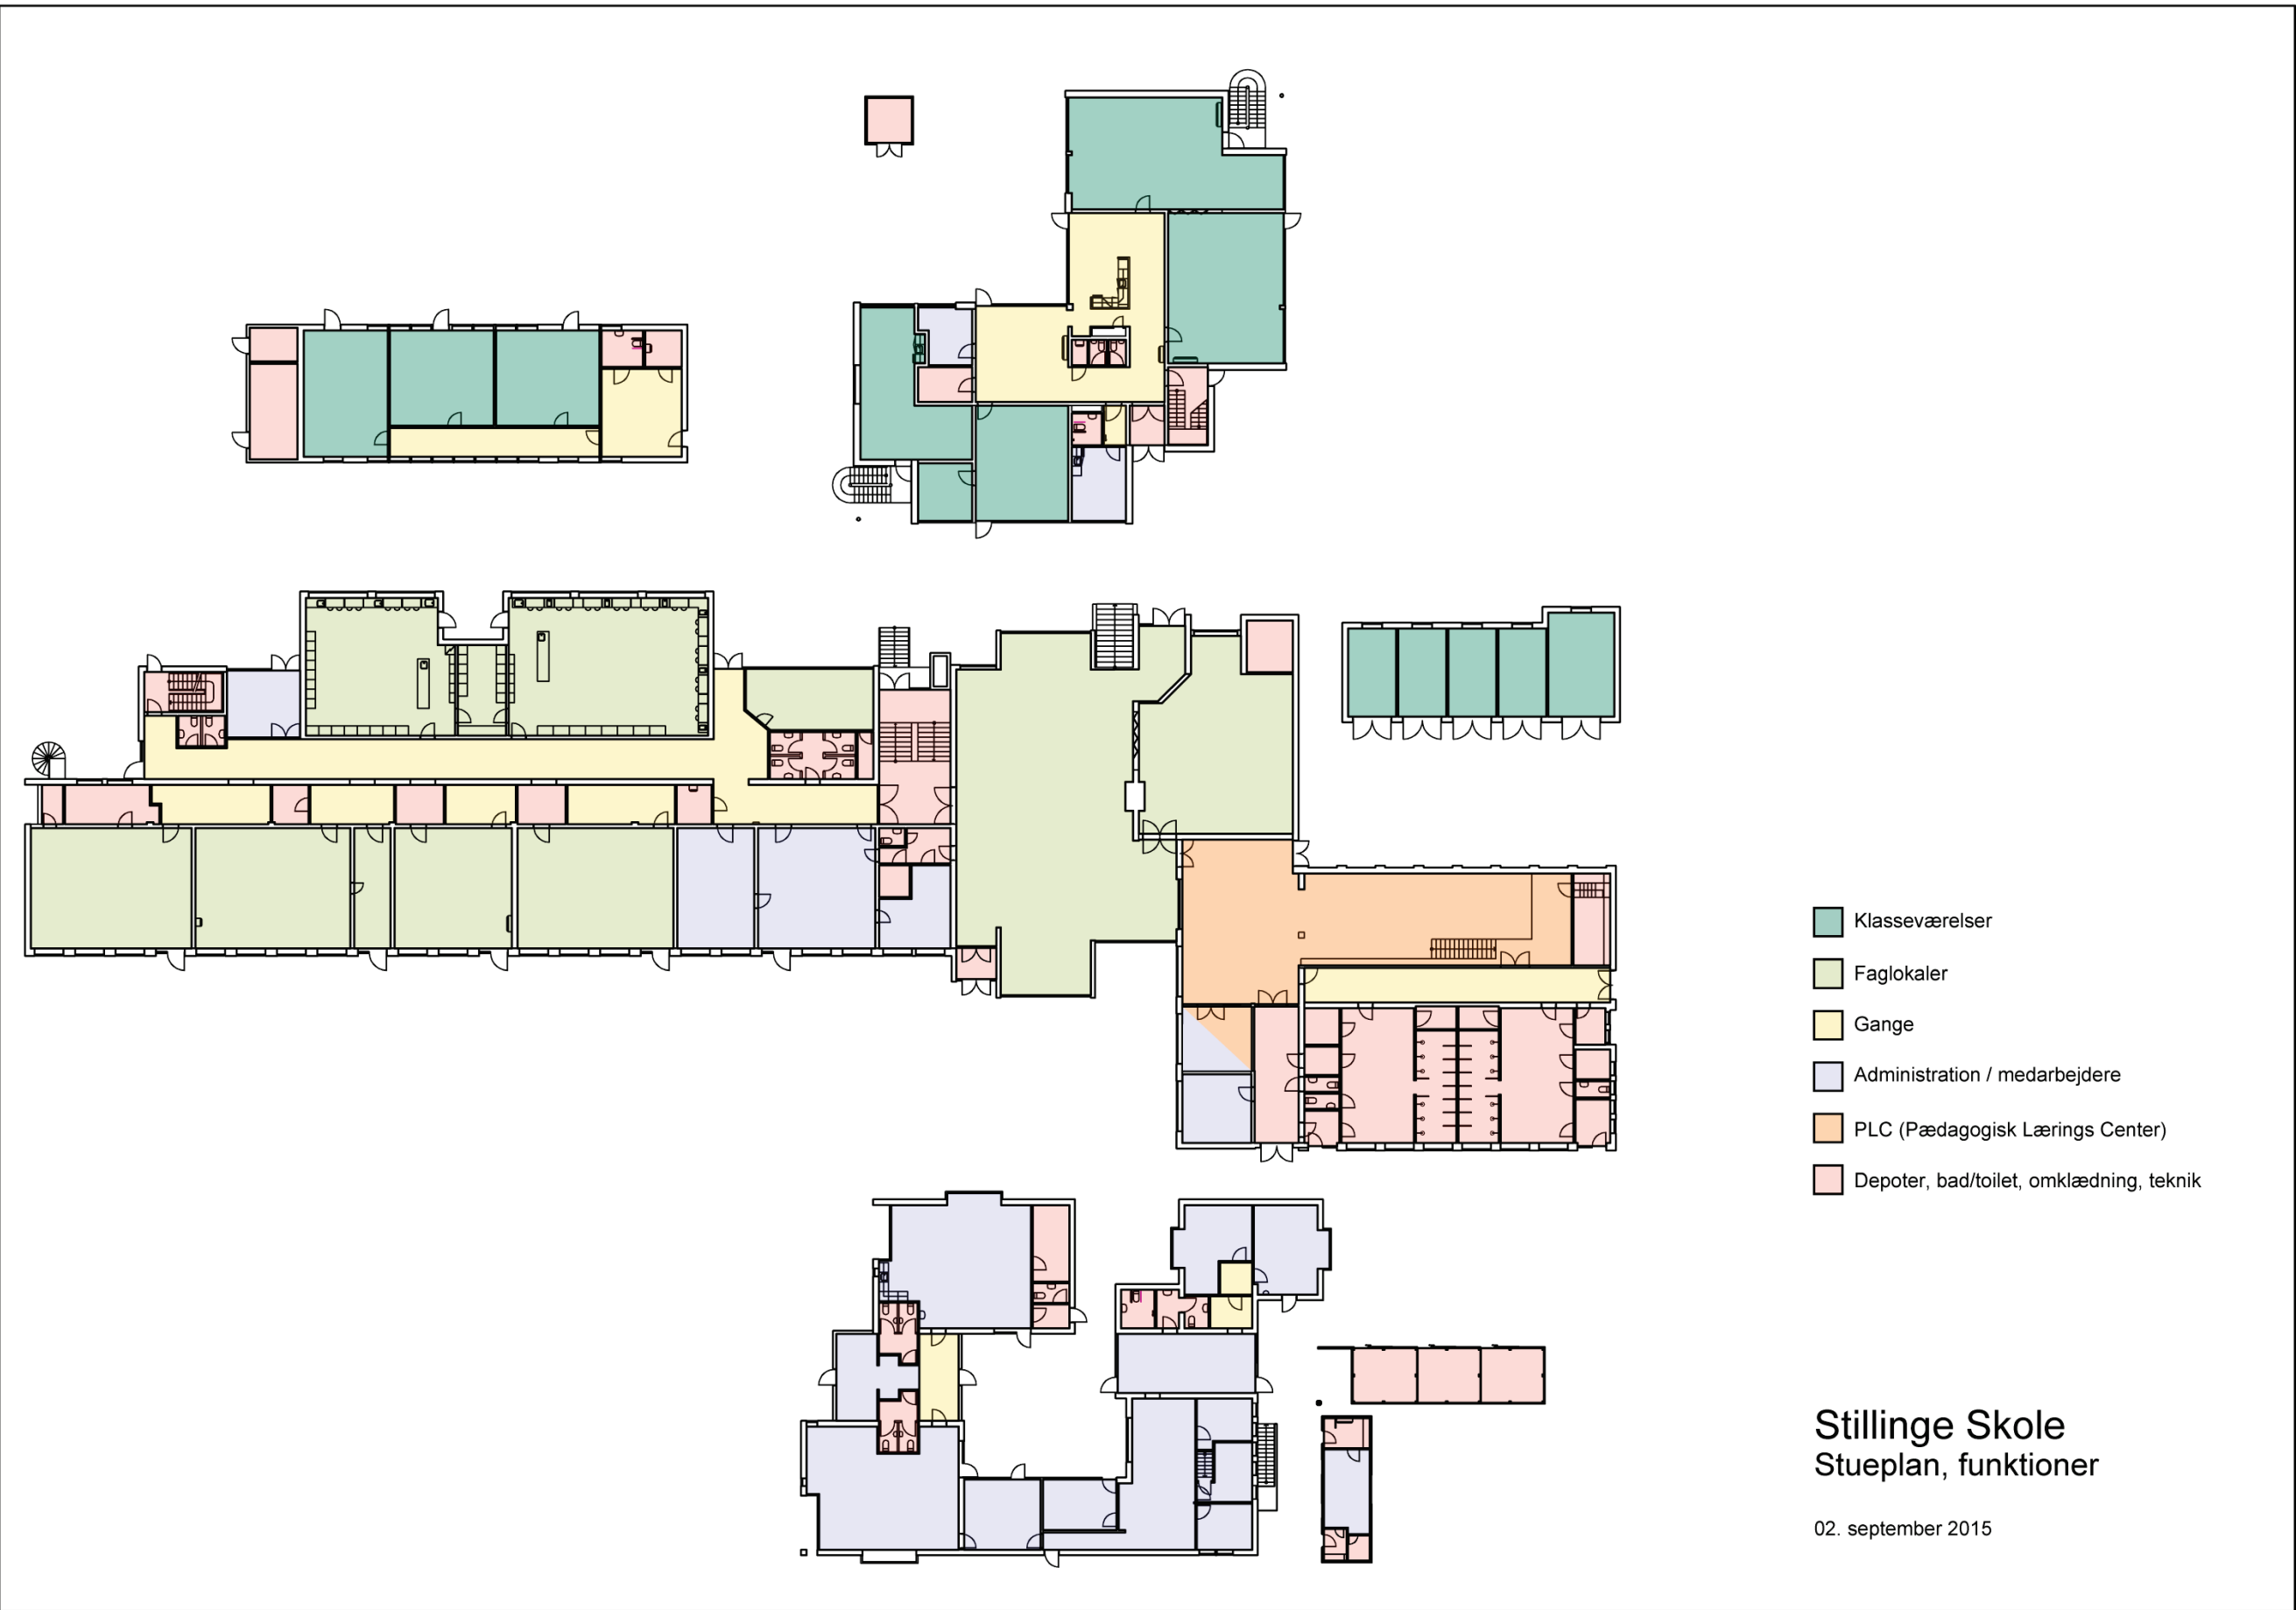 Klasseværelser
Faglokaler
Gange
Administration / medarbejdere
PLC (Pædagogisk Lærings Center)
Depoter, bad/toilet, omklædning, teknik
Stillinge Skole
Stueplan, funktioner
02. september 2015